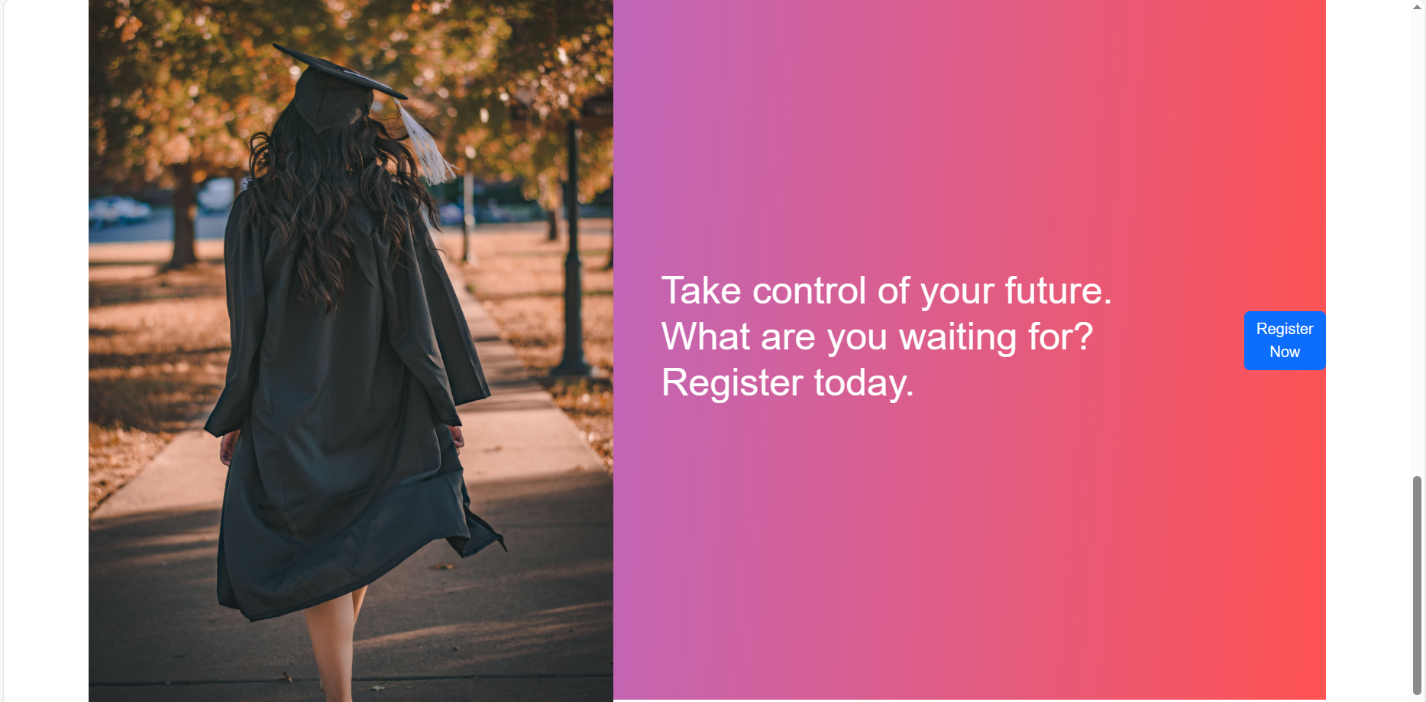 Take control of your future.
What are you waiting for?
Register today.
Register
Now